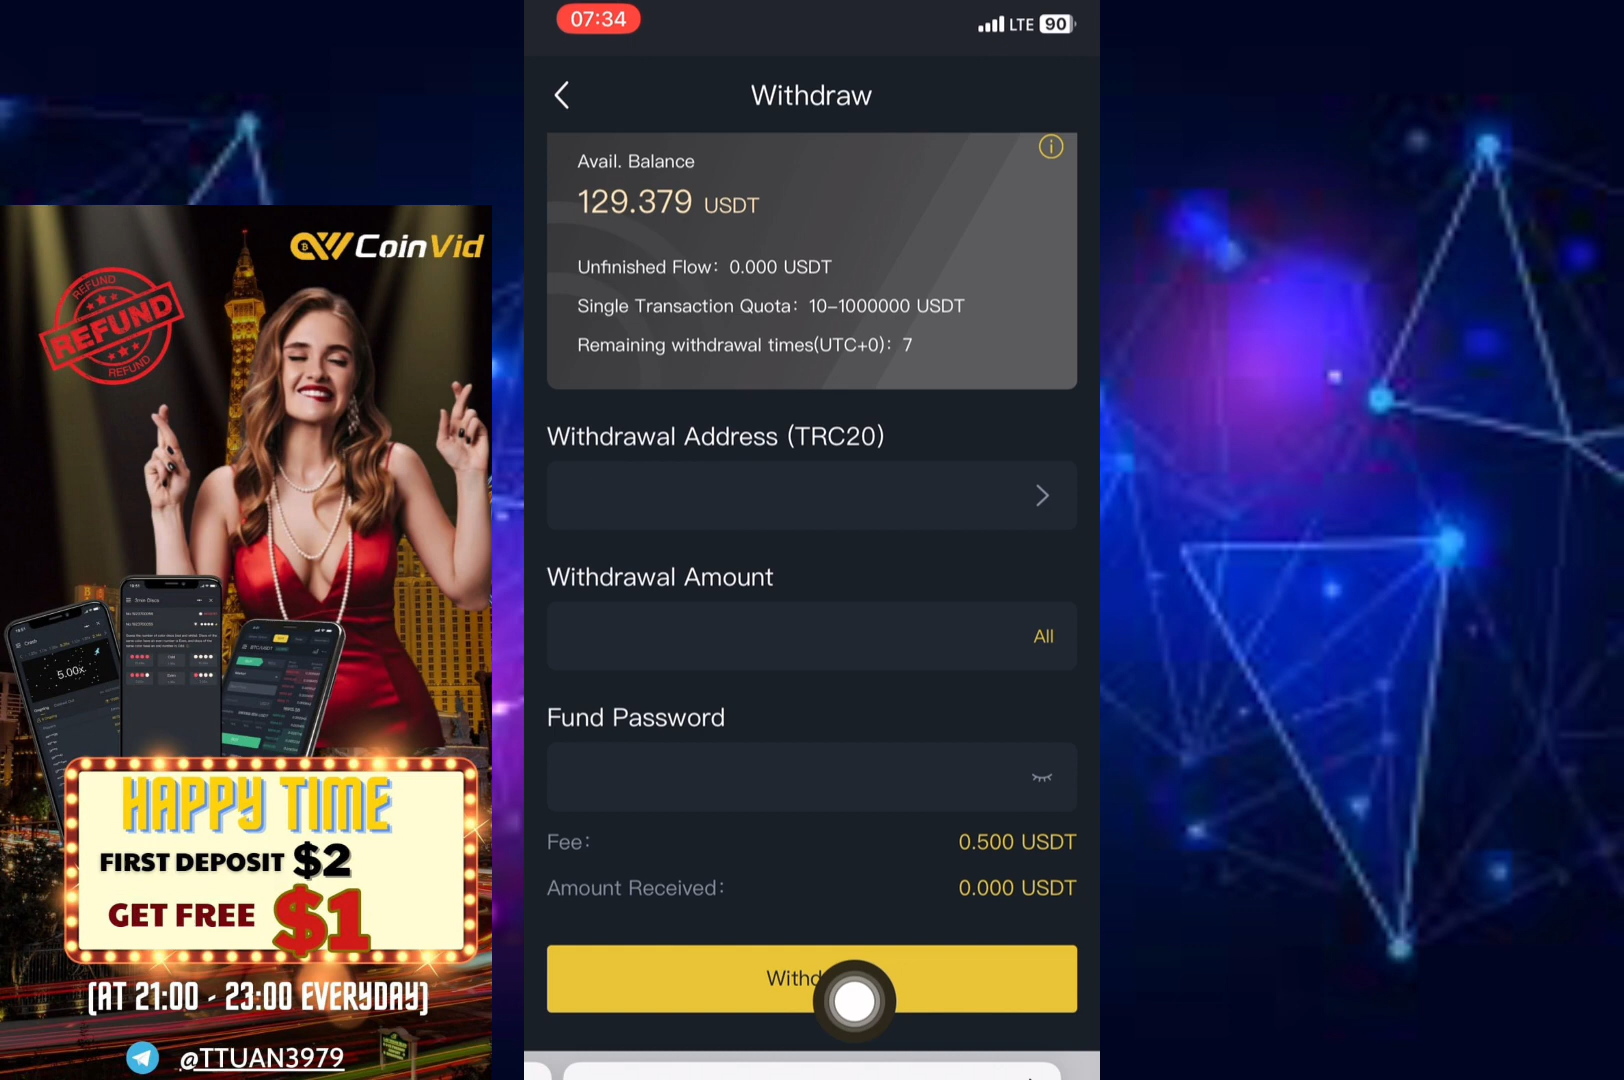 CoinVid
REFUND
REFUND
REFUND
5.00x
HAPPY TIME
FIRST DEPOSIT $2
GET FREE $1
(AT 21:00 - 23:00 EVERYDAY)
@TTUAN3979
07:34
LTE 90
Withdraw
Avail. Balance
129.379 USDT
Unfinished Flow: 0.000 USDT
Single Transaction Quota: 10-1000000 USDT
Remaining withdrawal times(UTC+0): 7
Withdrawal Address (TRC20)
Withdrawal Amount
All
Fund Password
Fee: 0.500 USDT
Amount Received: 0.000 USDT
Withd